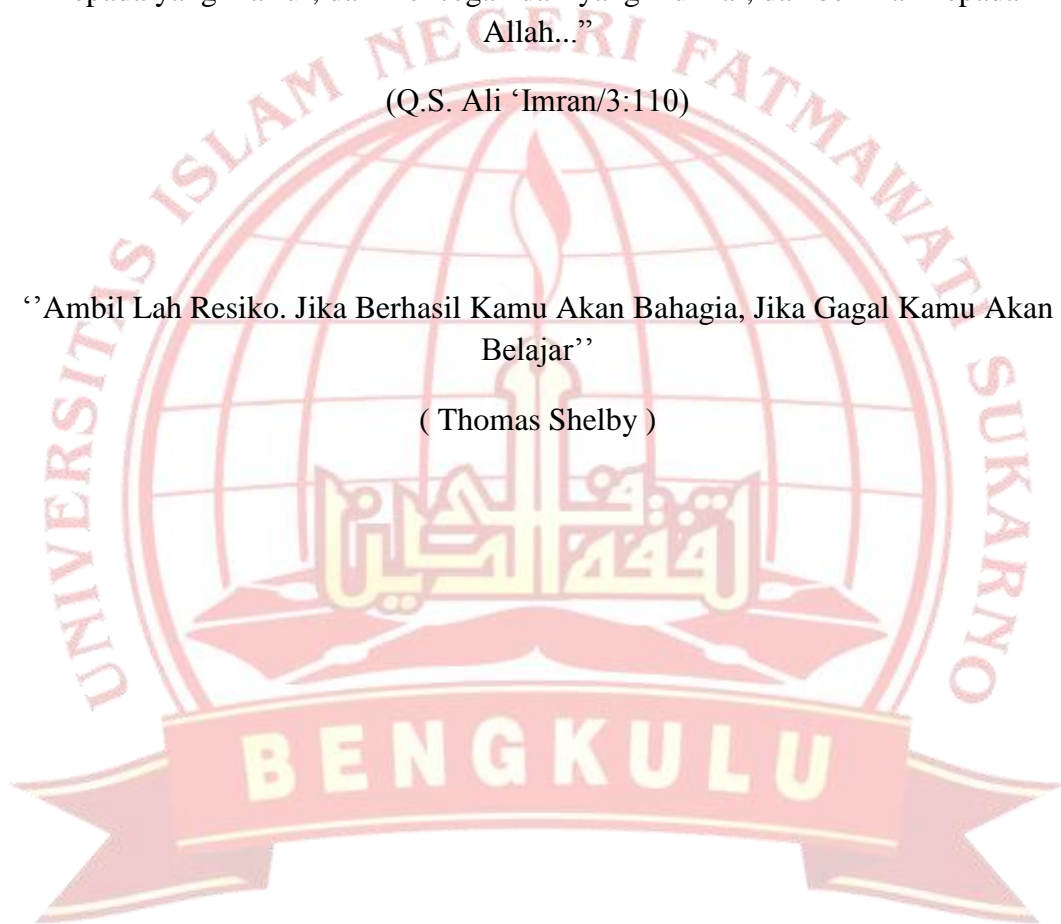 Allah...”
(Q.S. Ali ‘Imran/3:110)
‘’Ambil Lah Resiko. Jika Berhasil Kamu Akan Bahagia, Jika Gagal Kamu Akan
Belajar’’
( Thomas Shelby )
UNIVERSITAS ISLAM NEGERI FATMAWATI SUKARNO
BENGKULU